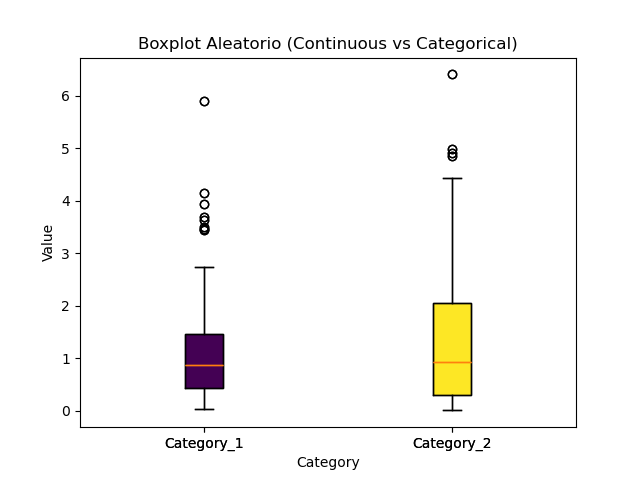 Boxplot Aleatorio (Continuous vs Categorical)
6
5
4
3
2
1
0
Value
Category_1
Category_2
Category